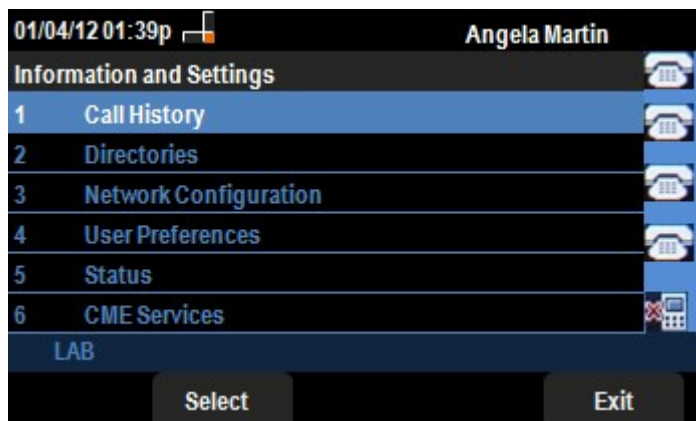 01/04/12 01:39p Angela Martin
Information and Settings
1 Call History
2 Directories
3 Network Configuration
4 User Preferences
5 Status
6 CME Services
LAB
Select Exit